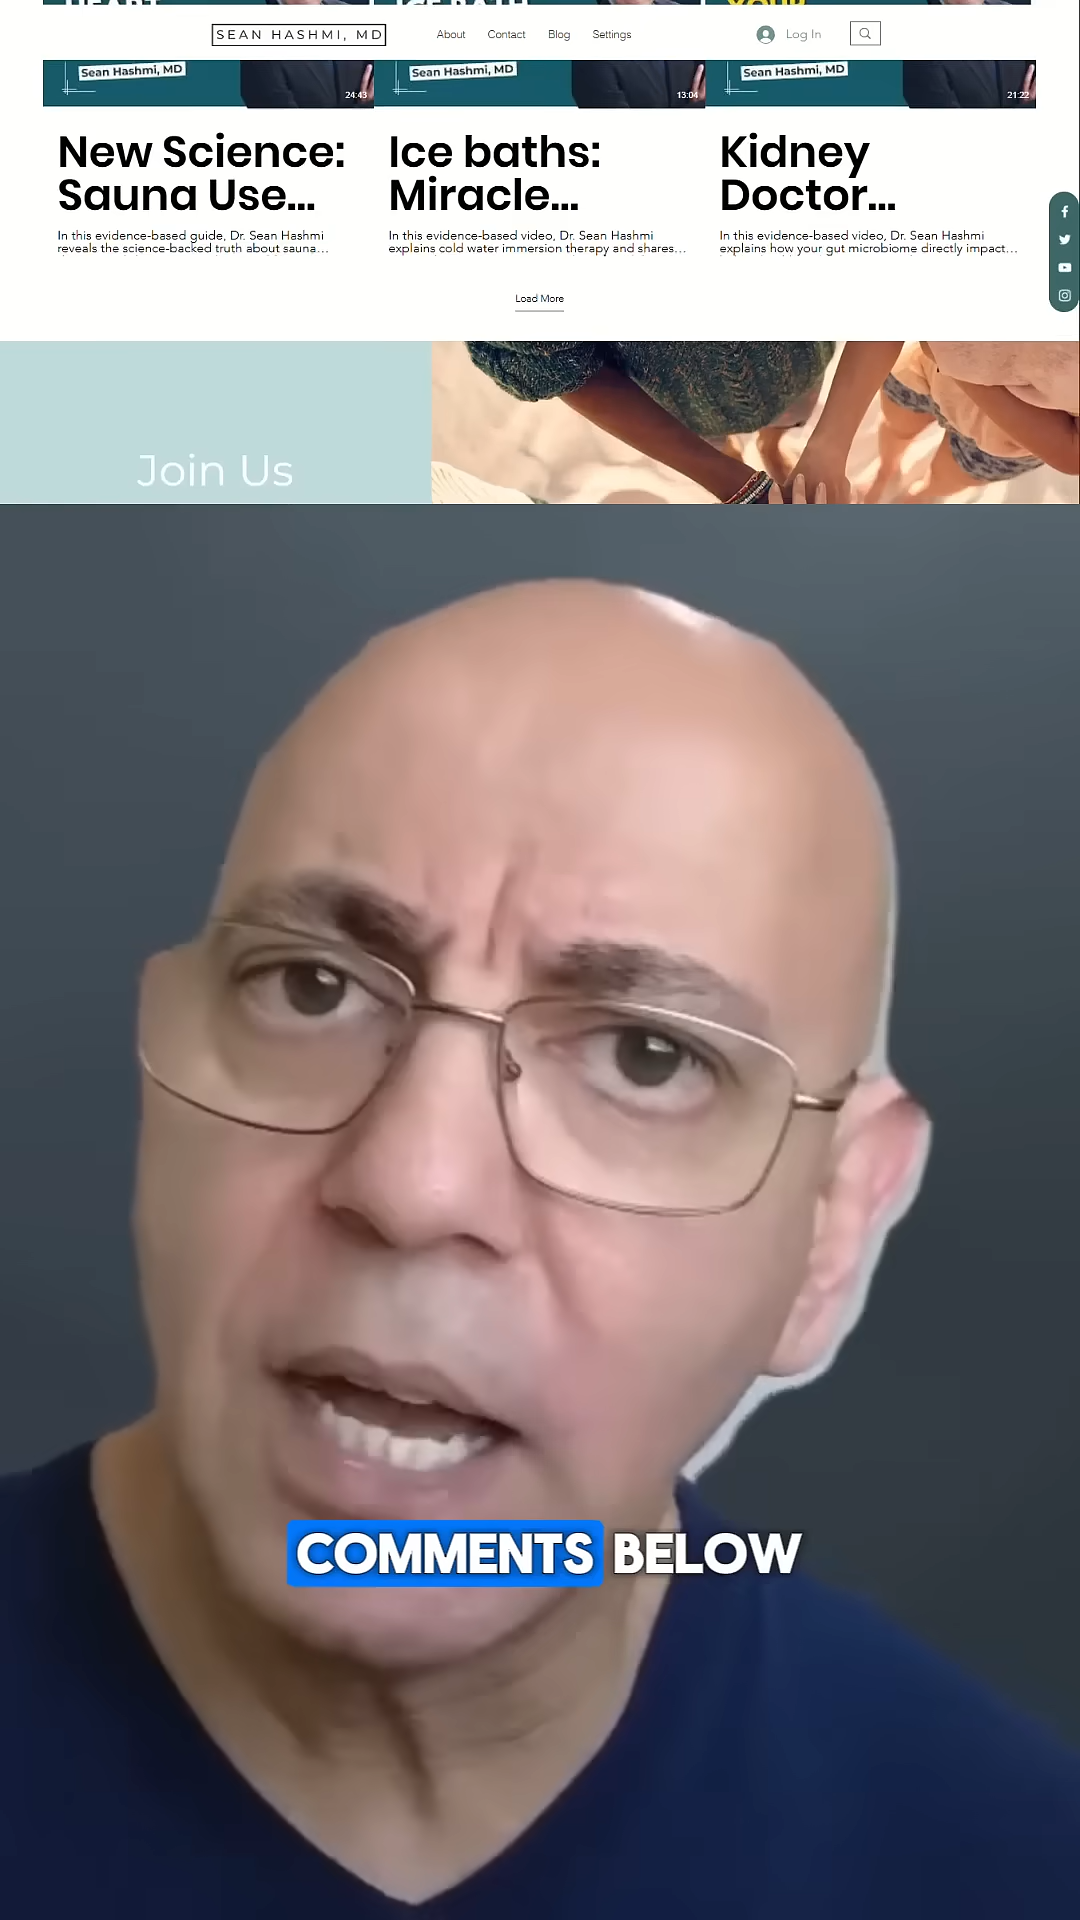 SEAN HASHMI, MD
About
Contact
Blog
Settings
Log In
Sean Hashmi, MD
24:43
Sean Hashmi, MD
13:04
Sean Hashmi, MD
21:22
New Science:
Sauna Use...
In this evidence-based guide, Dr. Sean Hashmi
reveals the science-backed truth about sauna...
Ice baths:
Miracle...
In this evidence-based video, Dr. Sean Hashmi
explains cold water immersion therapy and shares...
Kidney
Doctor...
In this evidence-based video, Dr. Sean Hashmi
explains how your gut microbiome directly impact...
Load More
Join Us
COMMENTS BELOW